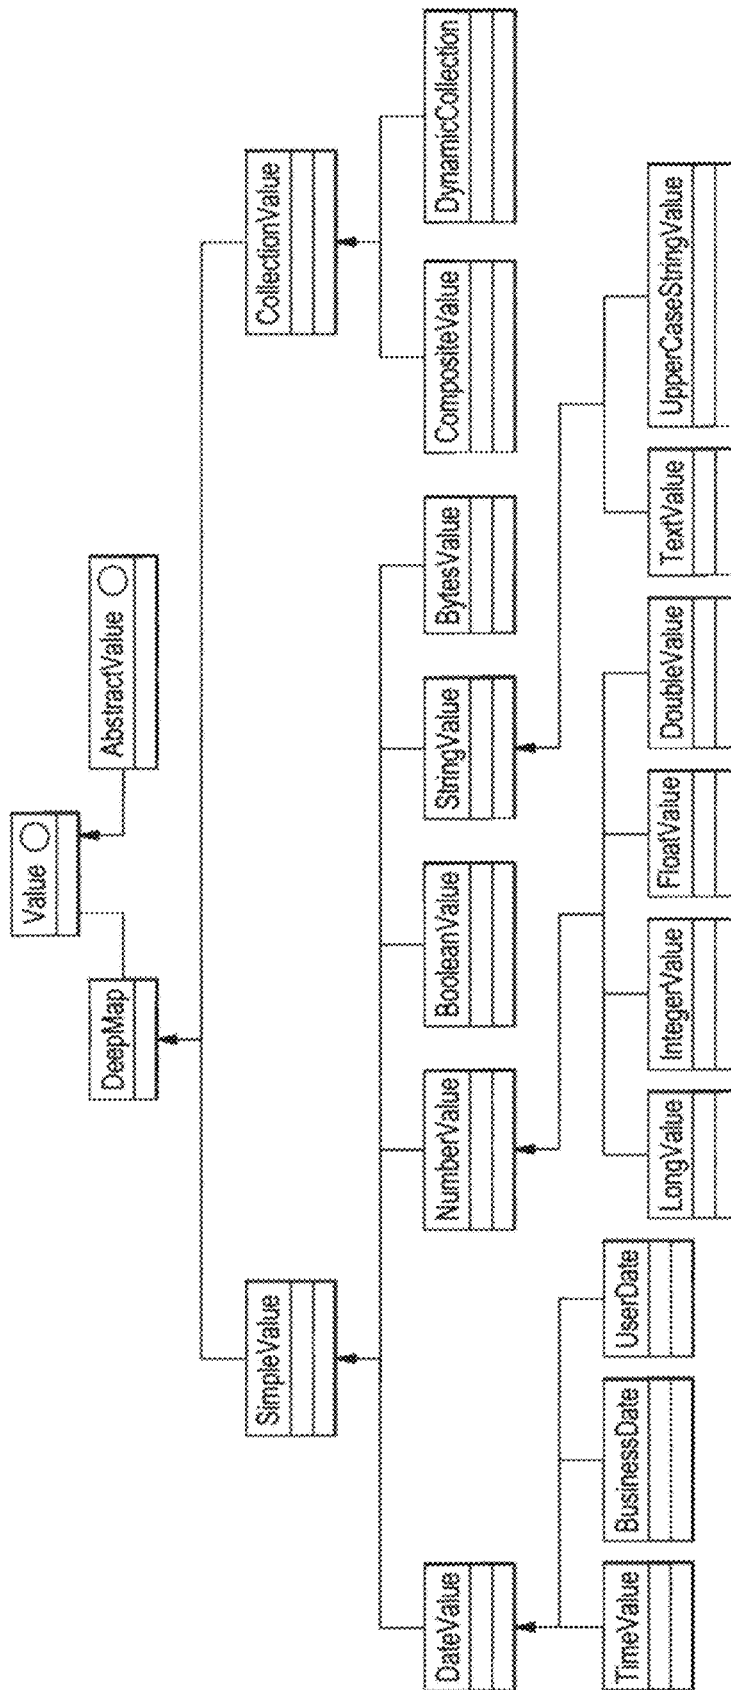 Value
DeepMap
AbstractValue
SimpleValue
CollectionValue
DateValue
NumberValue
BooleanValue
StringValue
BytesValue
CompositeValue
DynamicCollection
TimeValue
BusinessDate
UserDate
LongValue
IntegerValue
FloatValue
DoubleValue
TextValue
UpperCaseStringValue